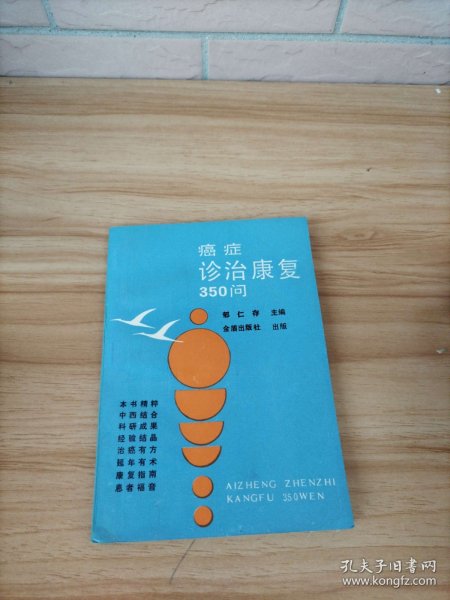 癌症
诊治康复
350问
郁仁存 主编
金盾出版社 出版
本书精粹
中西结合
科研成果
经验结晶
治癌有方
延年有术
康复指南
患者福音
AIZHENG ZHENZHI
KANGFU 350WEN
孔夫子旧书网
www.kongfz.com